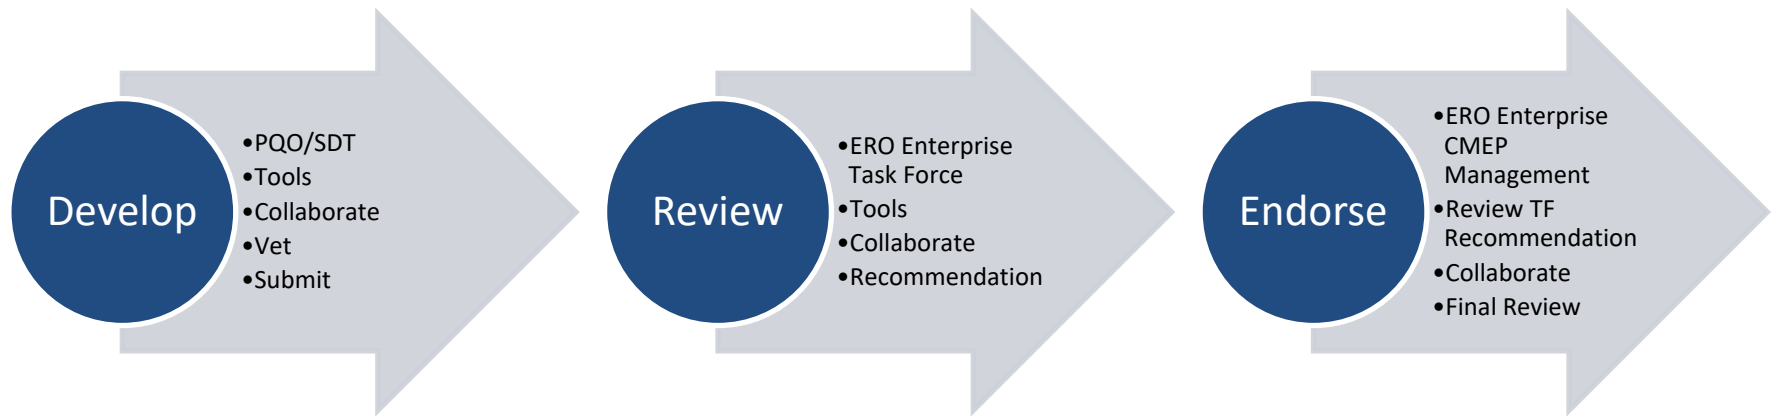 Develop
•PQO/SDT
•Tools
•Collaborate
•Vet
•Submit
Review
•ERO Enterprise
Task Force
•Tools
•Collaborate
•Recommendation
Endorse
•ERO Enterprise
CMEP
Management
•Review TF
Recommendation
•Collaborate
•Final Review